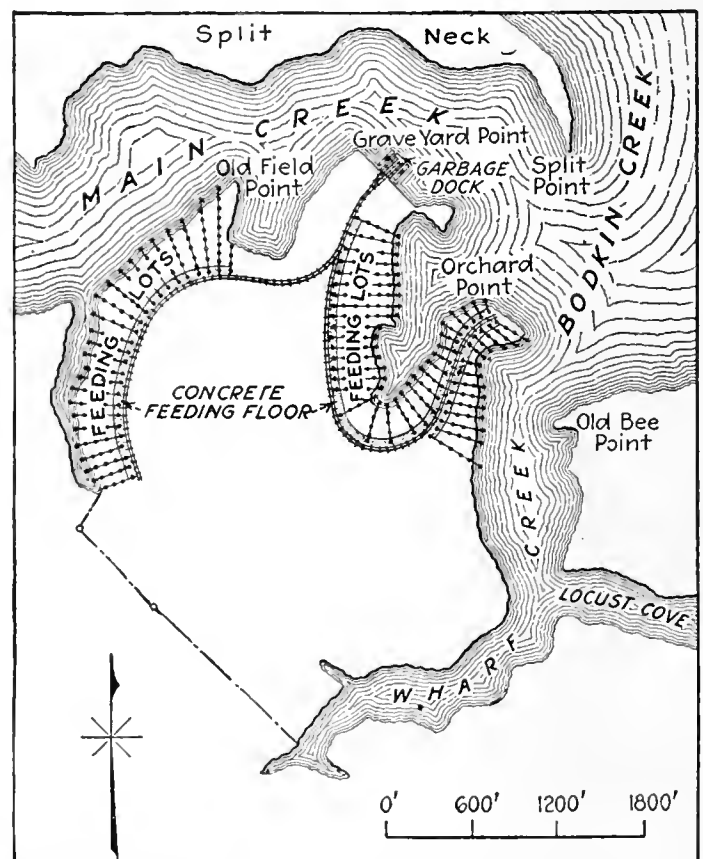 Split Neck
MAIN CREEK
Grave Yard Point
GARBAGE
DOCK
Old Field
Point
Split
Point
BODKIN CREEK
FEEDING LOTS
FEEDING LOTS
Orchard
Point
CONCRETE
FEEDING FLOOR
Old Bee
Point
WHARF CREEK
LOCUST COVE
0' 600' 1200' 1800'